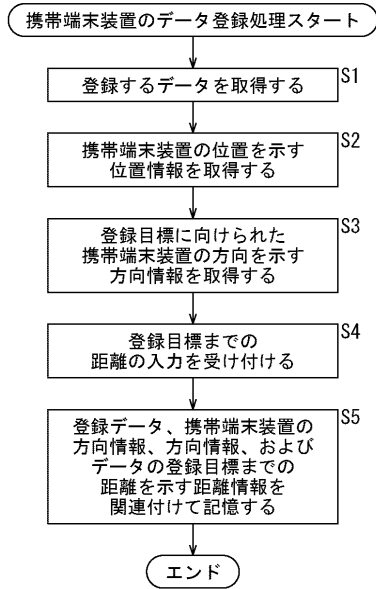 携帯端末装置のデータ登録処理スタート
S1
登録するデータを取得する
S2
携帯端末装置の位置を示す
位置情報を取得する
S3
登録目標に向けられた
携帯端末装置の方向を示す
方向情報を取得する
S4
登録目標までの
距離の入力を受け付ける
S5
登録データ、携帯端末装置の
方向情報、方向情報、および
データの登録目標までの
距離を示す距離情報を
関連付けて記憶する
エンド